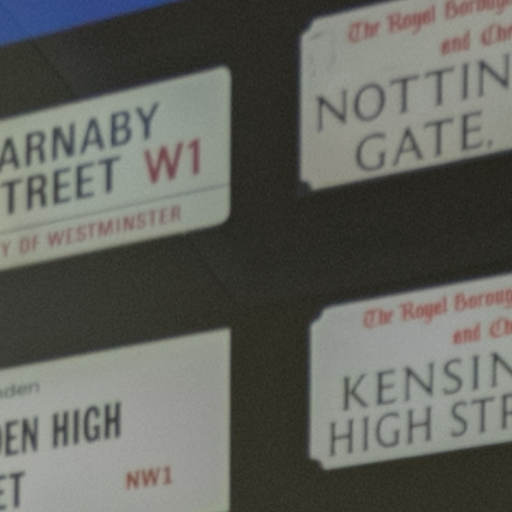 ARNABY
TREET W1
Y OF WESTMINSTER
The Royal Boroug
and Che
NOTTIN
GATE,
den
DEN HIGH
ET
NW1
The Royal Boroug
and Ch
KENSIN
HIGH STR